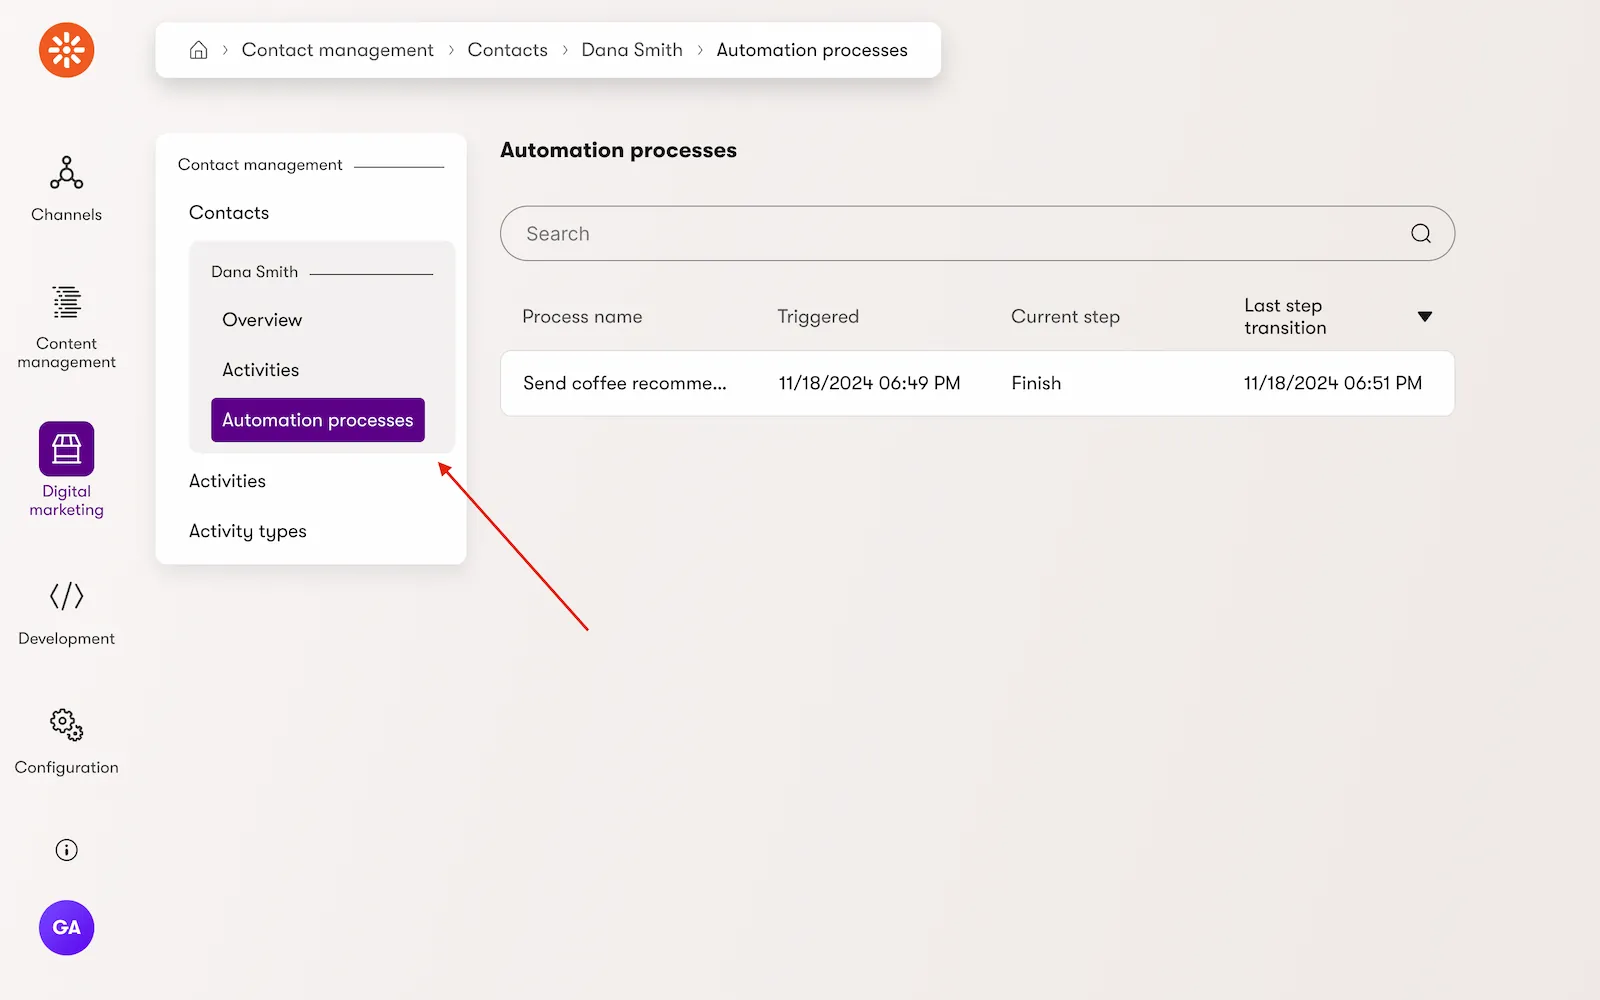 Contact management
Contacts
Dana Smith
Automation processes
Channels
Content
management
Digital
marketing
Development
Configuration
GA
Contact management
Contacts
Dana Smith
Overview
Activities
Automation processes
Activities
Activity types
Automation processes
Search
Process name
Triggered
Current step
Last step
transition
Send coffee recomme...
11/18/2024 06:49 PM
Finish
11/18/2024 06:51 PM